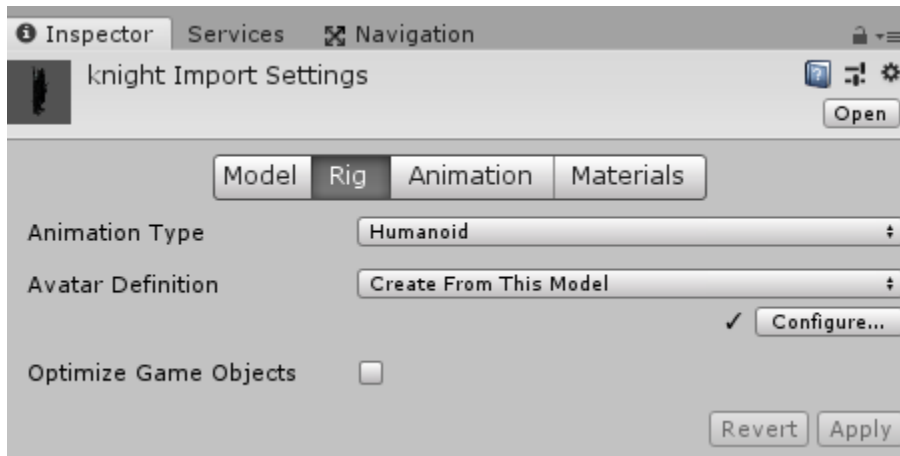 Inspector Services Navigation
knight Import Settings
Open
Model Rig Animation Materials
Animation Type Humanoid
Avatar Definition Create From This Model
Configure...
Optimize Game Objects
Revert Apply